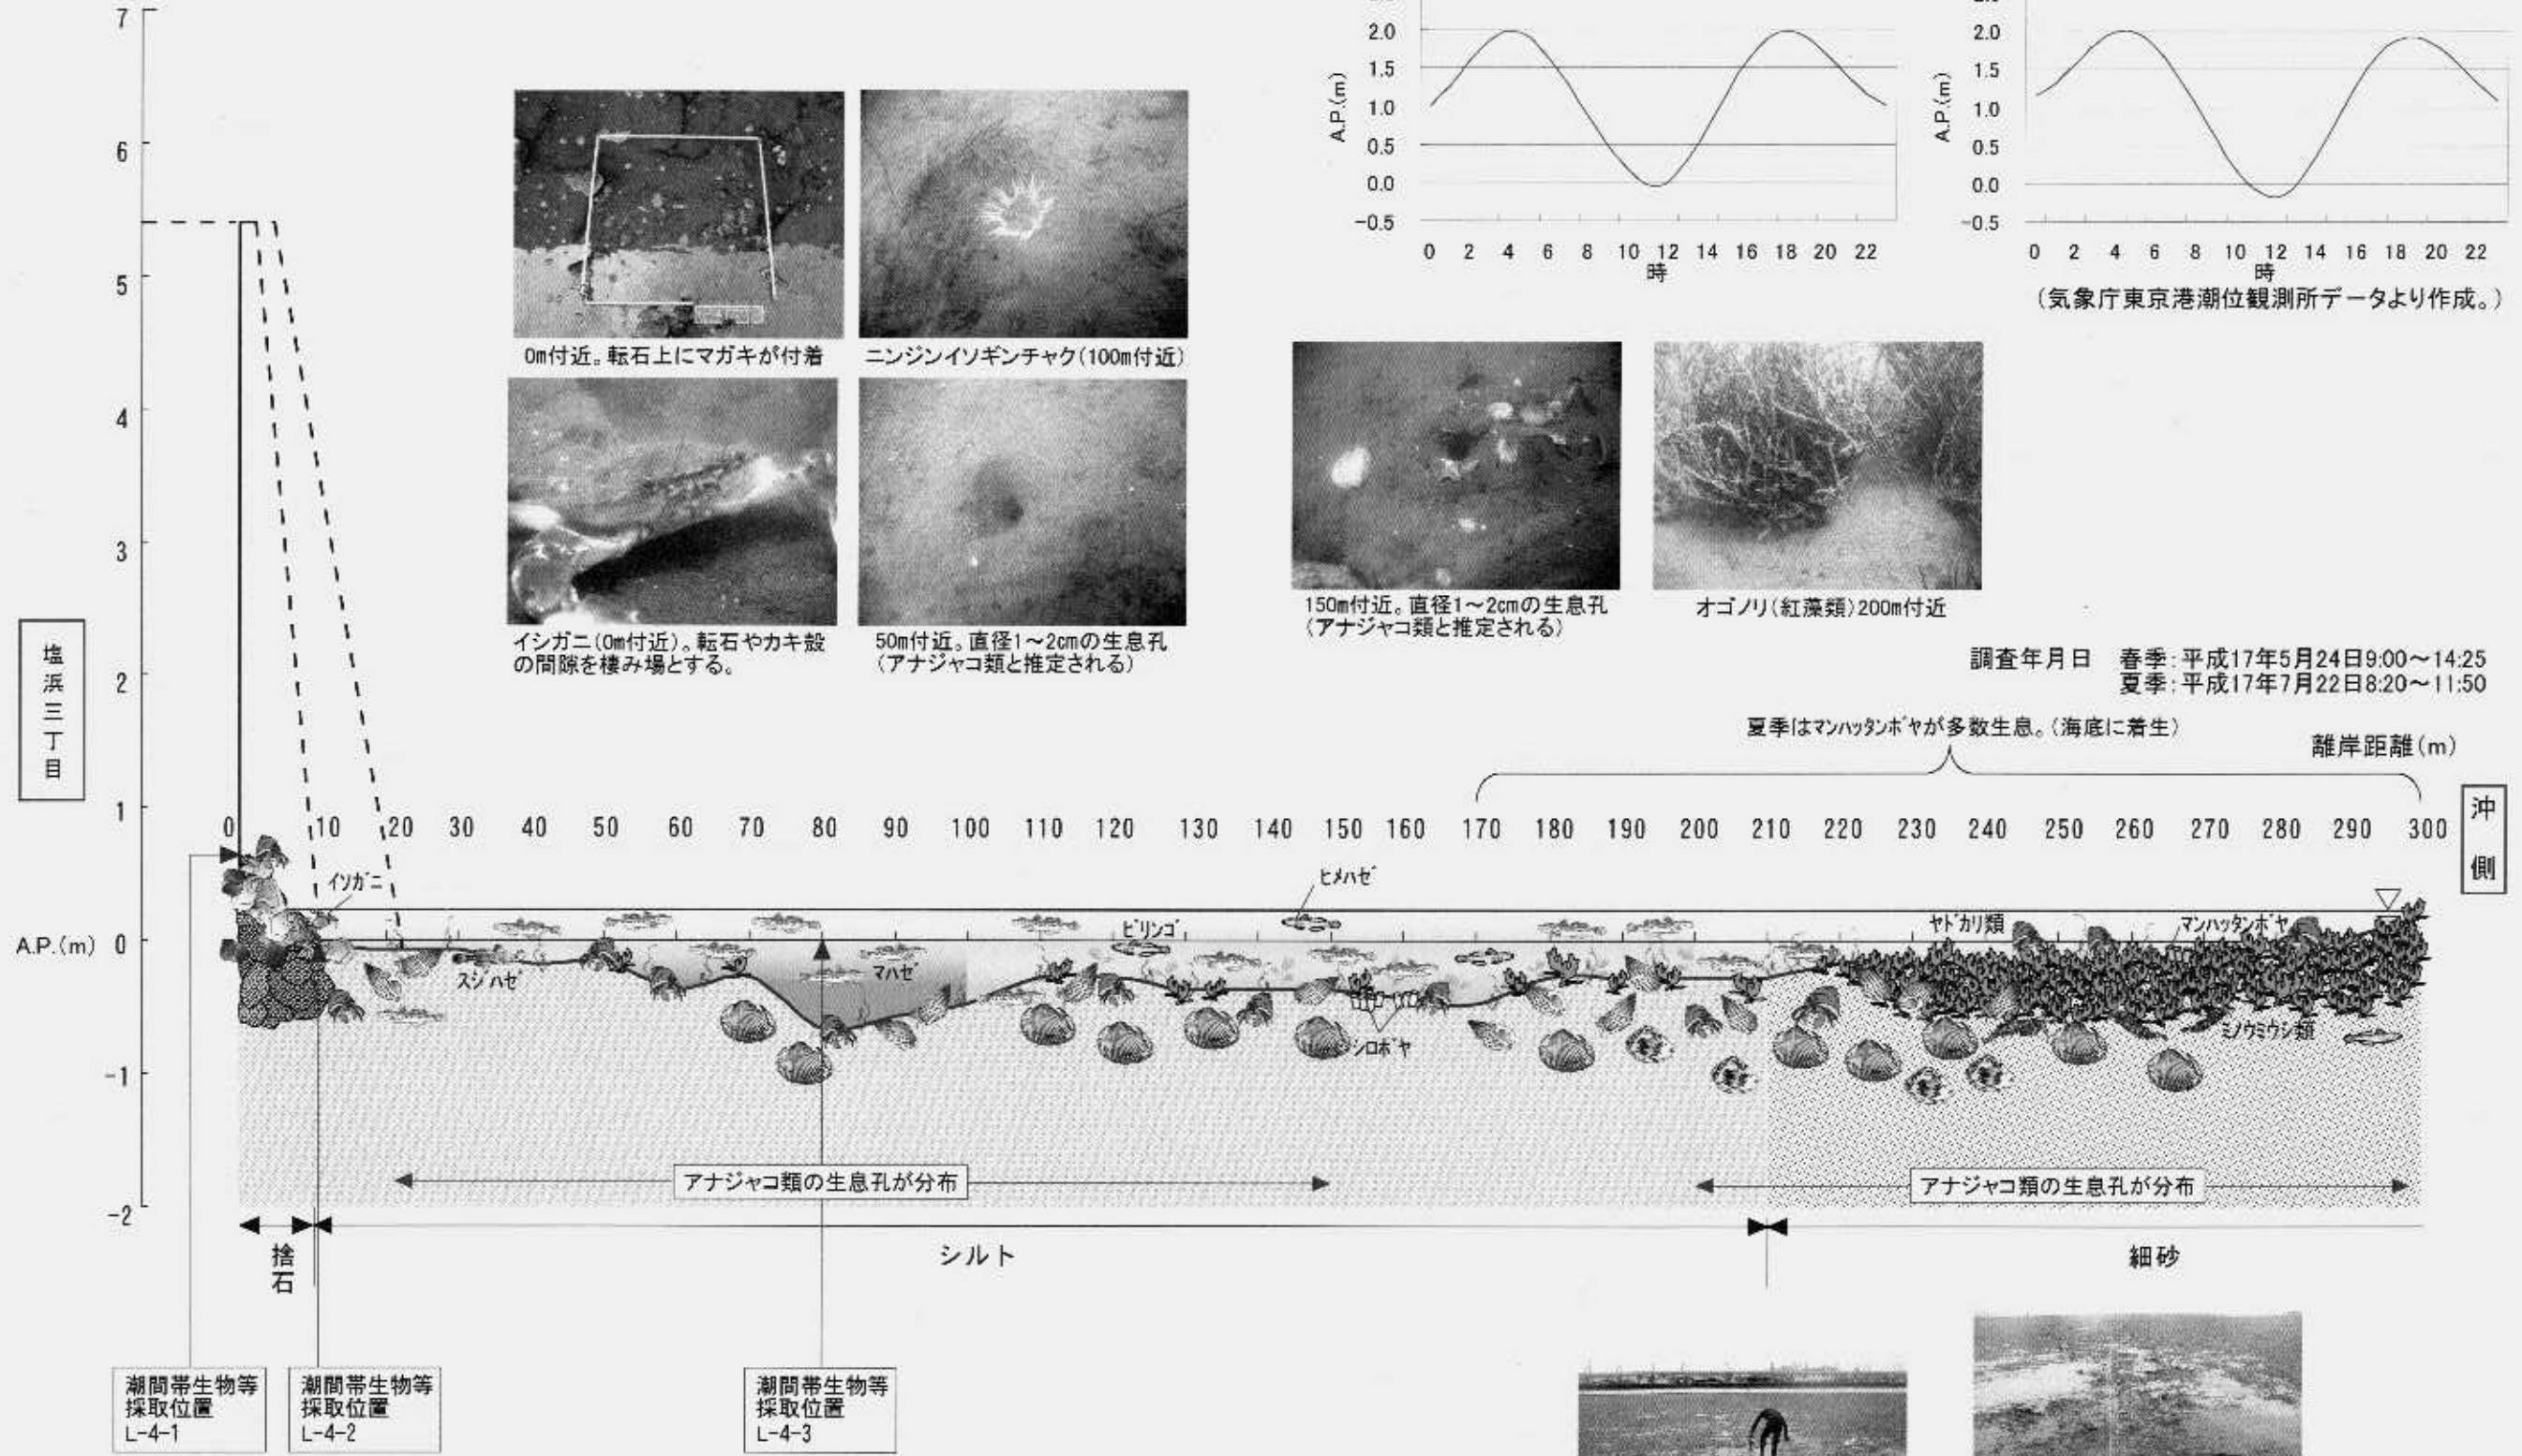 7
6
5
4
3
2
1
A.P.(m) 0
-1
-2
塩浜三丁目
2.0
1.5
1.0
0.5
0.0
-0.5
A.P.(m)
0 2 4 6 8 10 12 14 16 18 20 22
時
2.0
1.5
1.0
0.5
0.0
-0.5
A.P.(m)
0 2 4 6 8 10 12 14 16 18 20 22
時
(気象庁東京港潮位観測所データより作成。)
0m付近。転石上にマガキが付着
ニンジンイソギンチャク(100m付近)
イシガニ(0m付近)。転石やカキ殻
の間隙を棲み場とする。
50m付近。直径1~2cmの生息孔
(アナジャコ類と推定される)
150m付近。直径1~2cmの生息孔
(アナジャコ類と推定される)
オゴノリ(紅藻類)200m付近
調査年月日 春季:平成17年5月24日9:00~14:25
夏季:平成17年7月22日8:20~11:50
夏季はマンハッタンボヤが多数生息。(海底に着生)
離岸距離(m)
0 10 20 30 40 50 60 70 80 90 100 110 120 130 140 150 160 170 180 190 200 210 220 230 240 250 260 270 280 290 300
沖側
イソガニ
ヒメハゼ
ビリンゴ
ヤドカリ類
マンハッタンボヤ
スジハゼ
マハゼ
シロボヤ
ミノウミウシ類
アナジャコ類の生息孔が分布
アナジャコ類の生息孔が分布
捨石
シルト
細砂
潮間帯生物等
採取位置
L-4-1
潮間帯生物等
採取位置
L-4-2
潮間帯生物等
採取位置
L-4-3